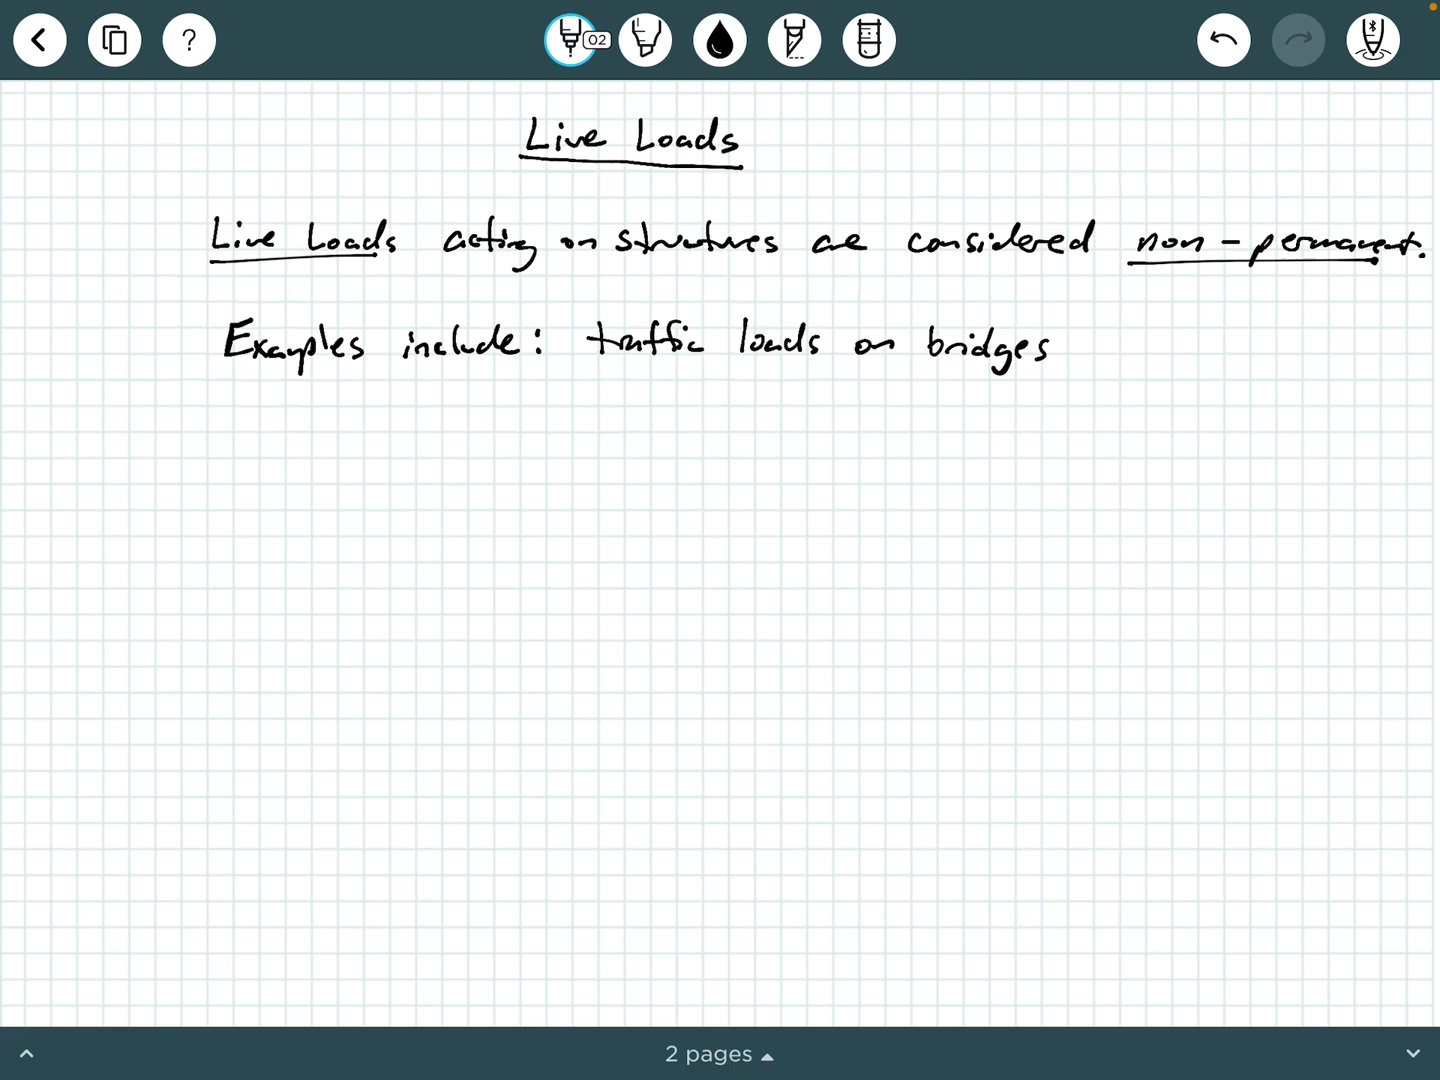 ?
02
Live Loads
Live Loads acting on structures are considered non-permanent.
Examples include: traffic loads on bridges
2 pages